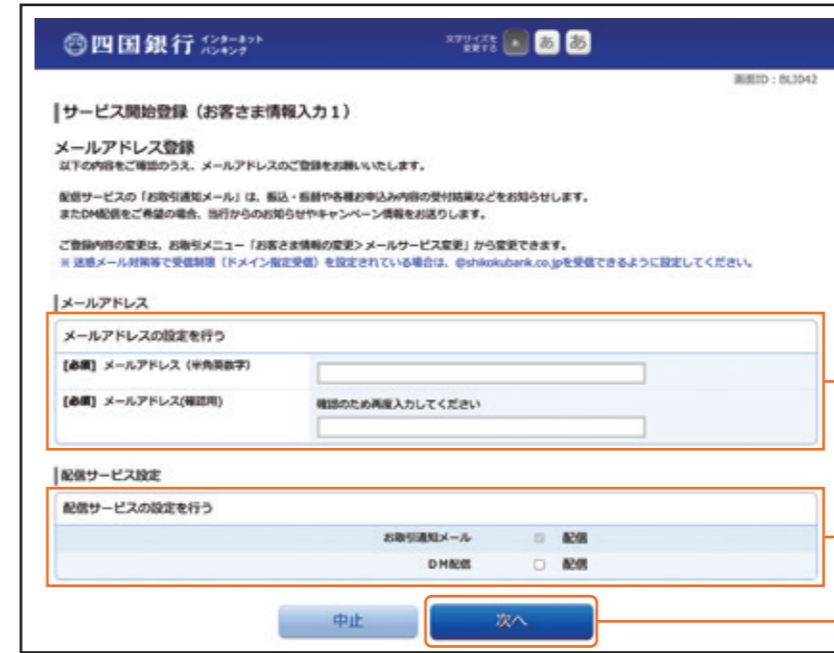 四国銀行 インターネットバンキング
文字サイズを変更する あ あ
画面ID：BLI042
サービス開始登録（お客さま情報入力１）
メールアドレス登録
以下の内容をご確認のうえ、メールアドレスのご登録をお願いいたします。
配信サービスの「お取引通知メール」は、振込・振替や各種お申込み内容の受付結果などをお知らせします。
またDM配信をご希望の場合、当行からのお知らせやキャンペーン情報をお送りします。
ご登録内容の変更は、お取引メニュー「お客さま情報の変更>メールサービス変更」から変更できます。
※ 迷惑メール対策等で受信制限（ドメイン指定受信）を設定されている場合は、@shikokubank.co.jpを受信できるように設定してください。
メールアドレス
メールアドレスの設定を行う
【必須】メールアドレス（半角英数字）
【必須】メールアドレス(確認用)
確認のため再度入力してください
配信サービス設定
配信サービスの設定を行う
お取引通知メール 配信
ＤＭ配信 配信
中止 次へ